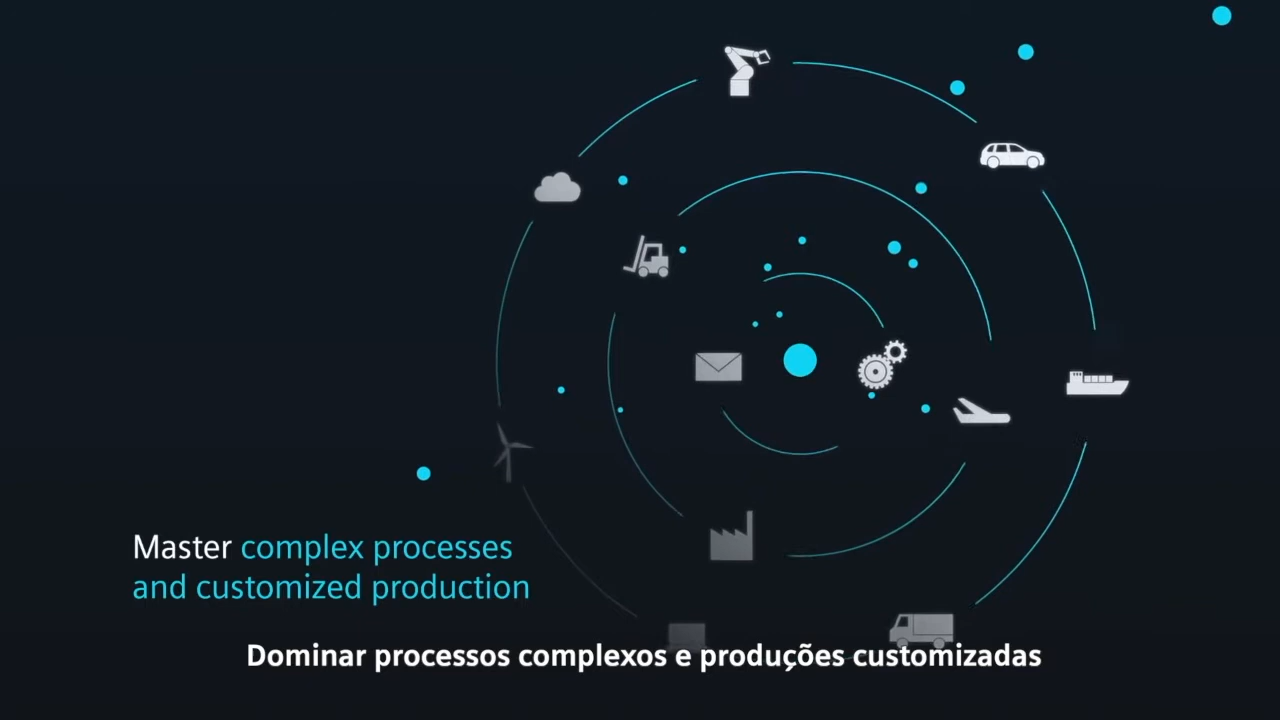 Master complex processes
and customized production
Dominar processos complexos e produções customizadas